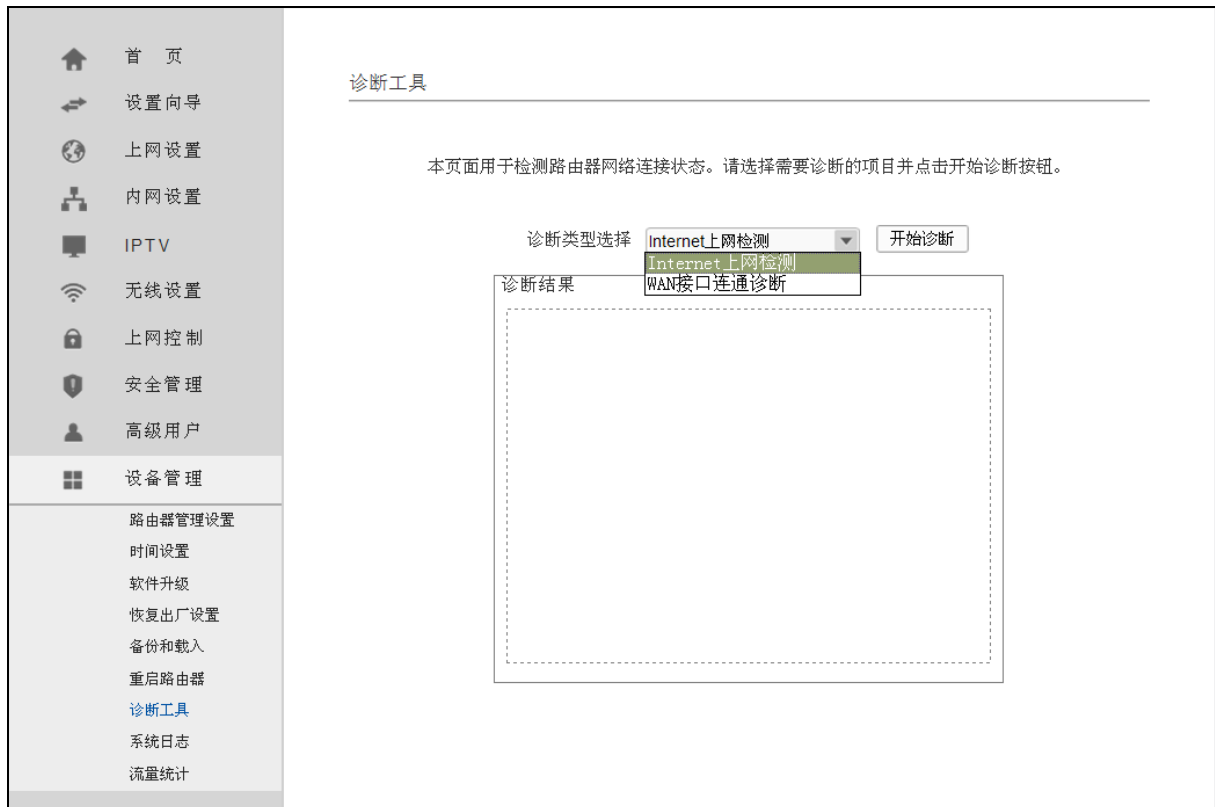 首 页
设置向导
上网设置
内网设置
IPTV
无线设置
上网控制
安全管理
高级用户
设备管理
路由器管理设置
时间设置
软件升级
恢复出厂设置
备份和载入
重启路由器
诊断工具
系统日志
流量统计
诊断工具
本页面用于检测路由器网络连接状态。请选择需要诊断的项目并点击开始诊断按钮。
诊断类型选择 Internet上网检测 开始诊断
Internet上网检测
WAN接口连通诊断
诊断结果